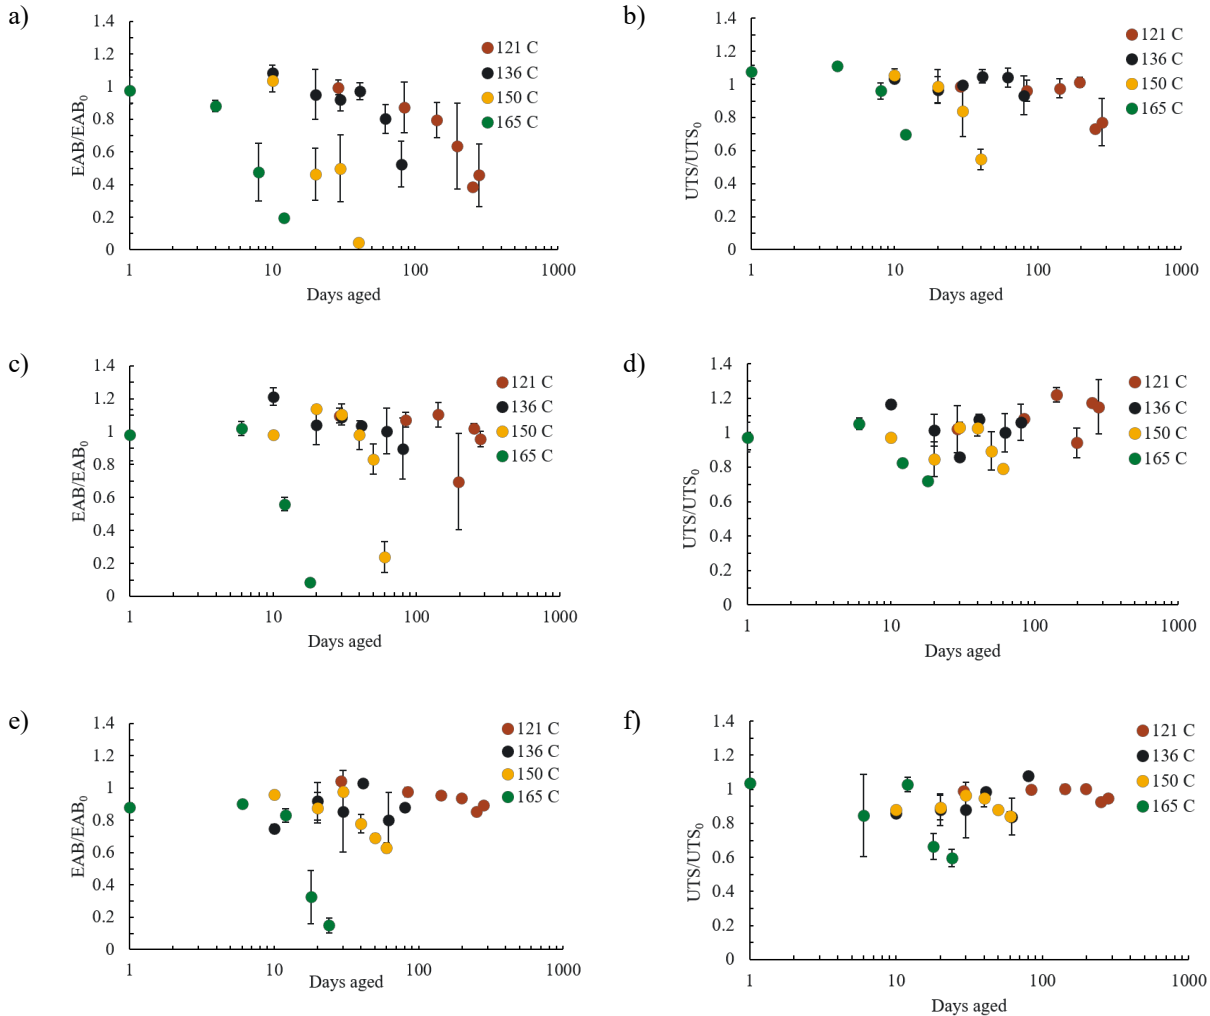 a)
1.4
1.2
1
0.8
0.6
0.4
0.2
0
EAB/EAB₀
1 10 100 1000
Days aged
121 C
136 C
150 C
165 C
b)
1.4
1.2
1
0.8
0.6
0.4
0.2
0
UTS/UTS₀
1 10 100 1000
Days aged
121 C
136 C
150 C
165 C
c)
1.4
1.2
1
0.8
0.6
0.4
0.2
0
EAB/EAB₀
1 10 100 1000
Days aged
121 C
136 C
150 C
165 C
d)
1.4
1.2
1
0.8
0.6
0.4
0.2
0
UTS/UTS₀
1 10 100 1000
Days aged
121 C
136 C
150 C
165 C
e)
1.4
1.2
1
0.8
0.6
0.4
0.2
0
EAB/EAB₀
1 10 100 1000
Days aged
121 C
136 C
150 C
165 C
f)
1.4
1.2
1
0.8
0.6
0.4
0.2
0
UTS/UTS₀
1 10 100 1000
Days aged
121 C
136 C
150 C
165 C